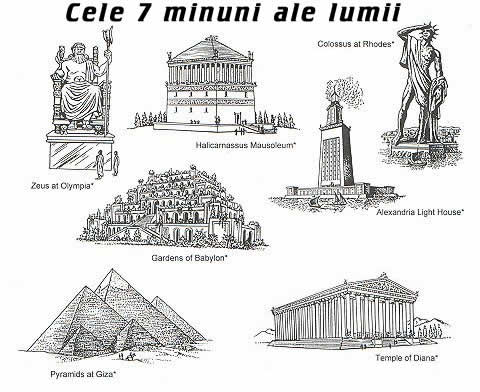 Cele 7 minuni ale lumii
Colossus at Rhodes*
Halicarnassus Mausoleum*
Zeus at Olympia*
Alexandria Light House*
Gardens of Babylon*
Pyramids at Giza*
Temple of Diana*